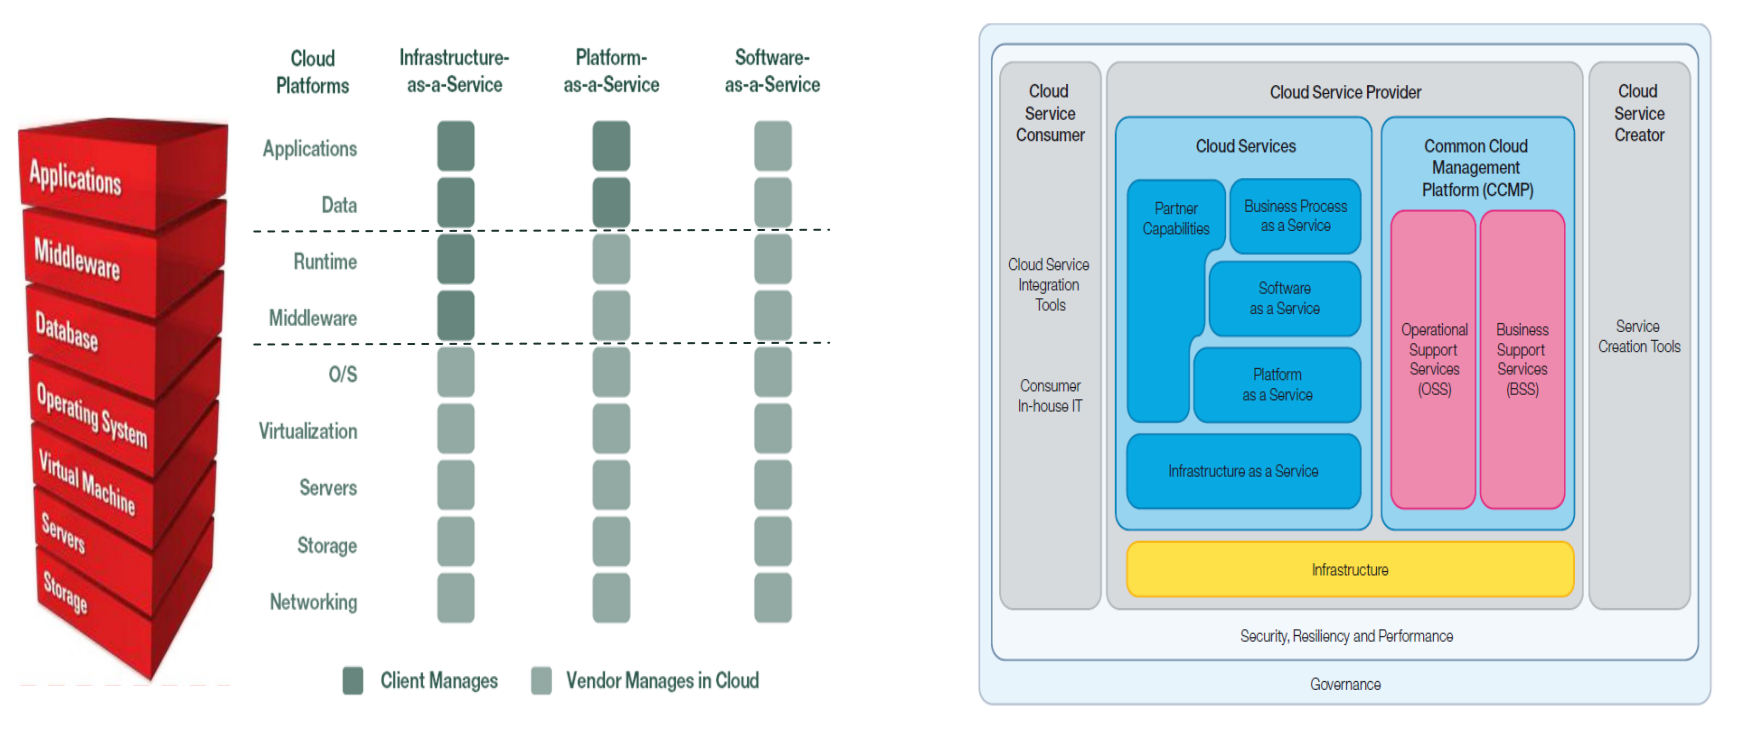 Applications
Middleware
Database
Operating System
Virtual Machine
Servers
Storage
Cloud
Platforms
Infrastructure-
as-a-Service
Platform-
as-a-Service
Software-
as-a-Service
Applications
Data
Runtime
Middleware
O/S
Virtualization
Servers
Storage
Networking
Client Manages
Vendor Manages in Cloud
Cloud
Service
Consumer
Cloud Service
Integration
Tools
Consumer
In-house IT
Cloud Service Provider
Cloud Services
Partner
Capabilities
Business Process
as a Service
Software
as a Service
Platform
as a Service
Infrastructure as a Service
Common Cloud
Management
Platform (CCMP)
Operational
Support
Services
(OSS)
Business
Support
Services
(BSS)
Infrastructure
Cloud
Service
Creator
Service
Creation Tools
Security, Resiliency and Performance
Governance